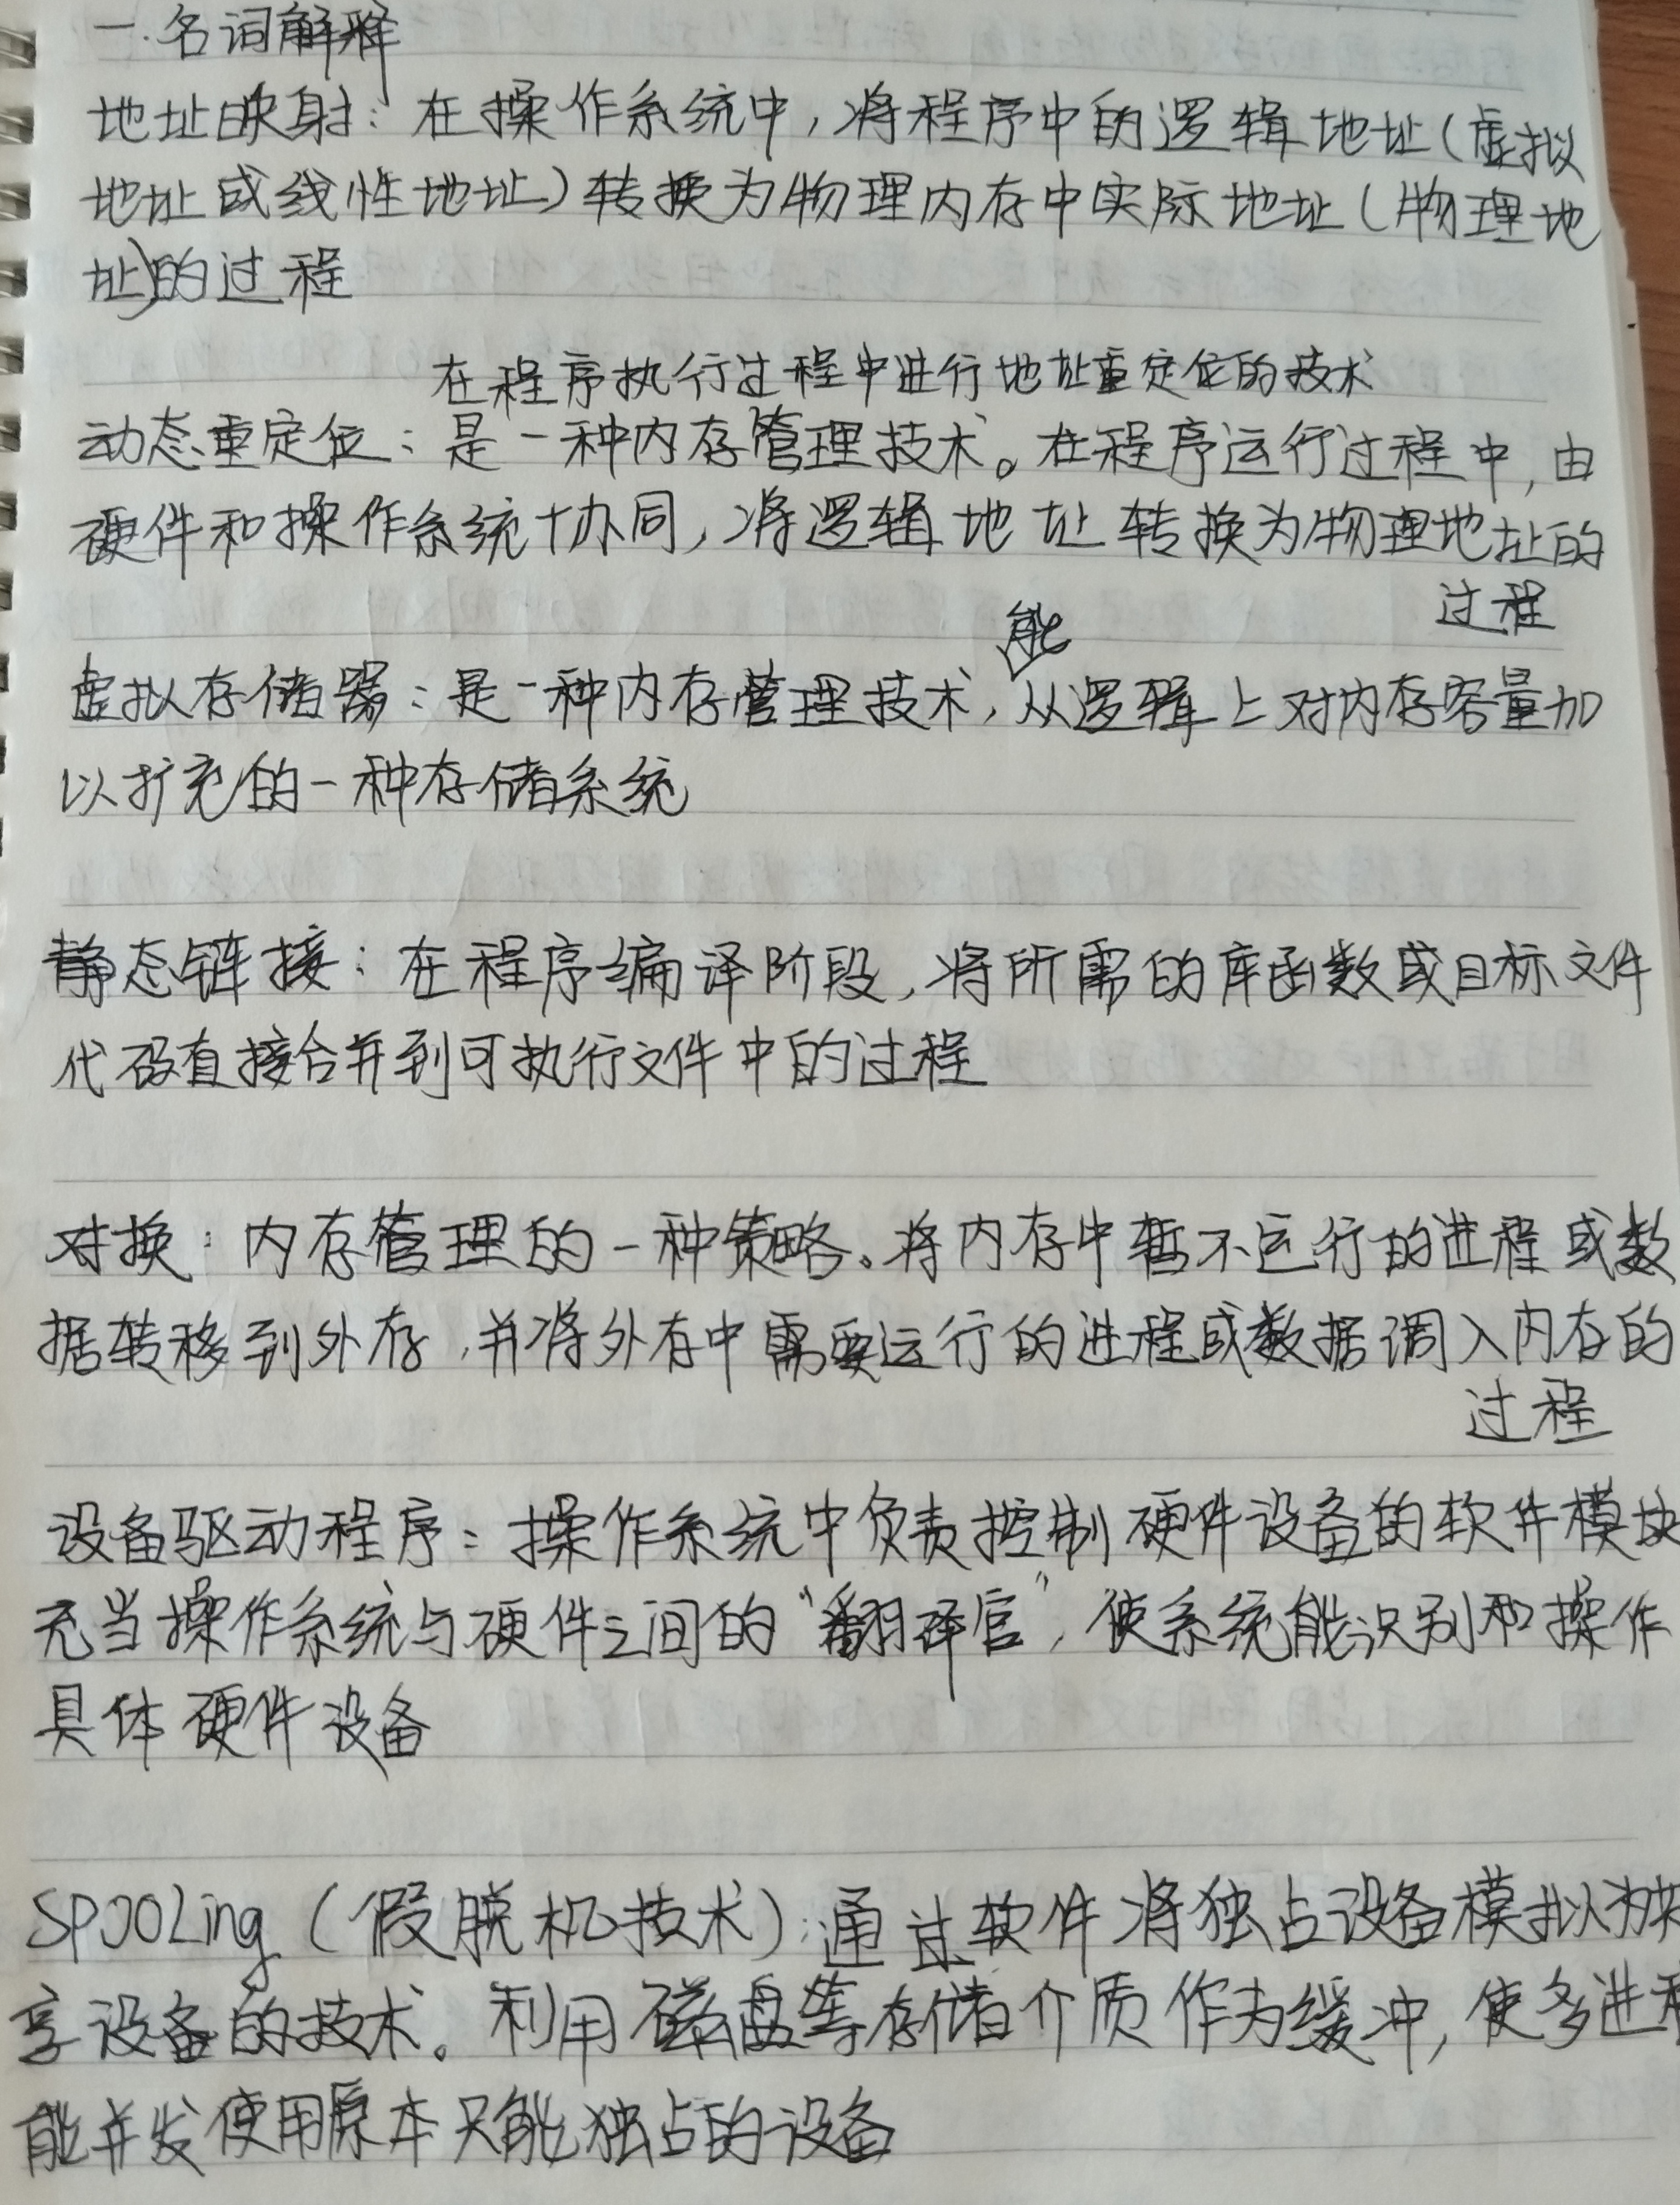 一.名词解释
地址映射：在操作系统中，将程序中的逻辑地址（虚拟
地址或线性地址）转换为物理内存中实际地址（物理地
址）的过程
在程序执行过程中进行地址重定位的技术
动态重定位：是一种内存管理技术。在程序运行过程中，由
硬件和操作系统协同，将逻辑地址转换为物理地址的
过程
能
虚拟存储器：是一种内存管理技术，从逻辑上对内存容量加
以扩充的一种存储系统
静态链接：在程序编译阶段，将所需的库函数或目标文件
代码直接合并到可执行文件中的过程
对换：内存管理的一种策略。将内存中暂不运行的进程或数
据转移到外存，并将外存中需要运行的进程或数据调入内存的
过程
设备驱动程序：操作系统中负责控制硬件设备的软件模块
充当操作系统与硬件之间的“翻译官”，使系统能识别和操作
具体硬件设备
SPOOLing（假脱机技术）：通过软件将独占设备模拟为共
享设备的技术。利用磁盘等存储介质作为缓冲，使多进程
能并发使用原本只能独占的设备